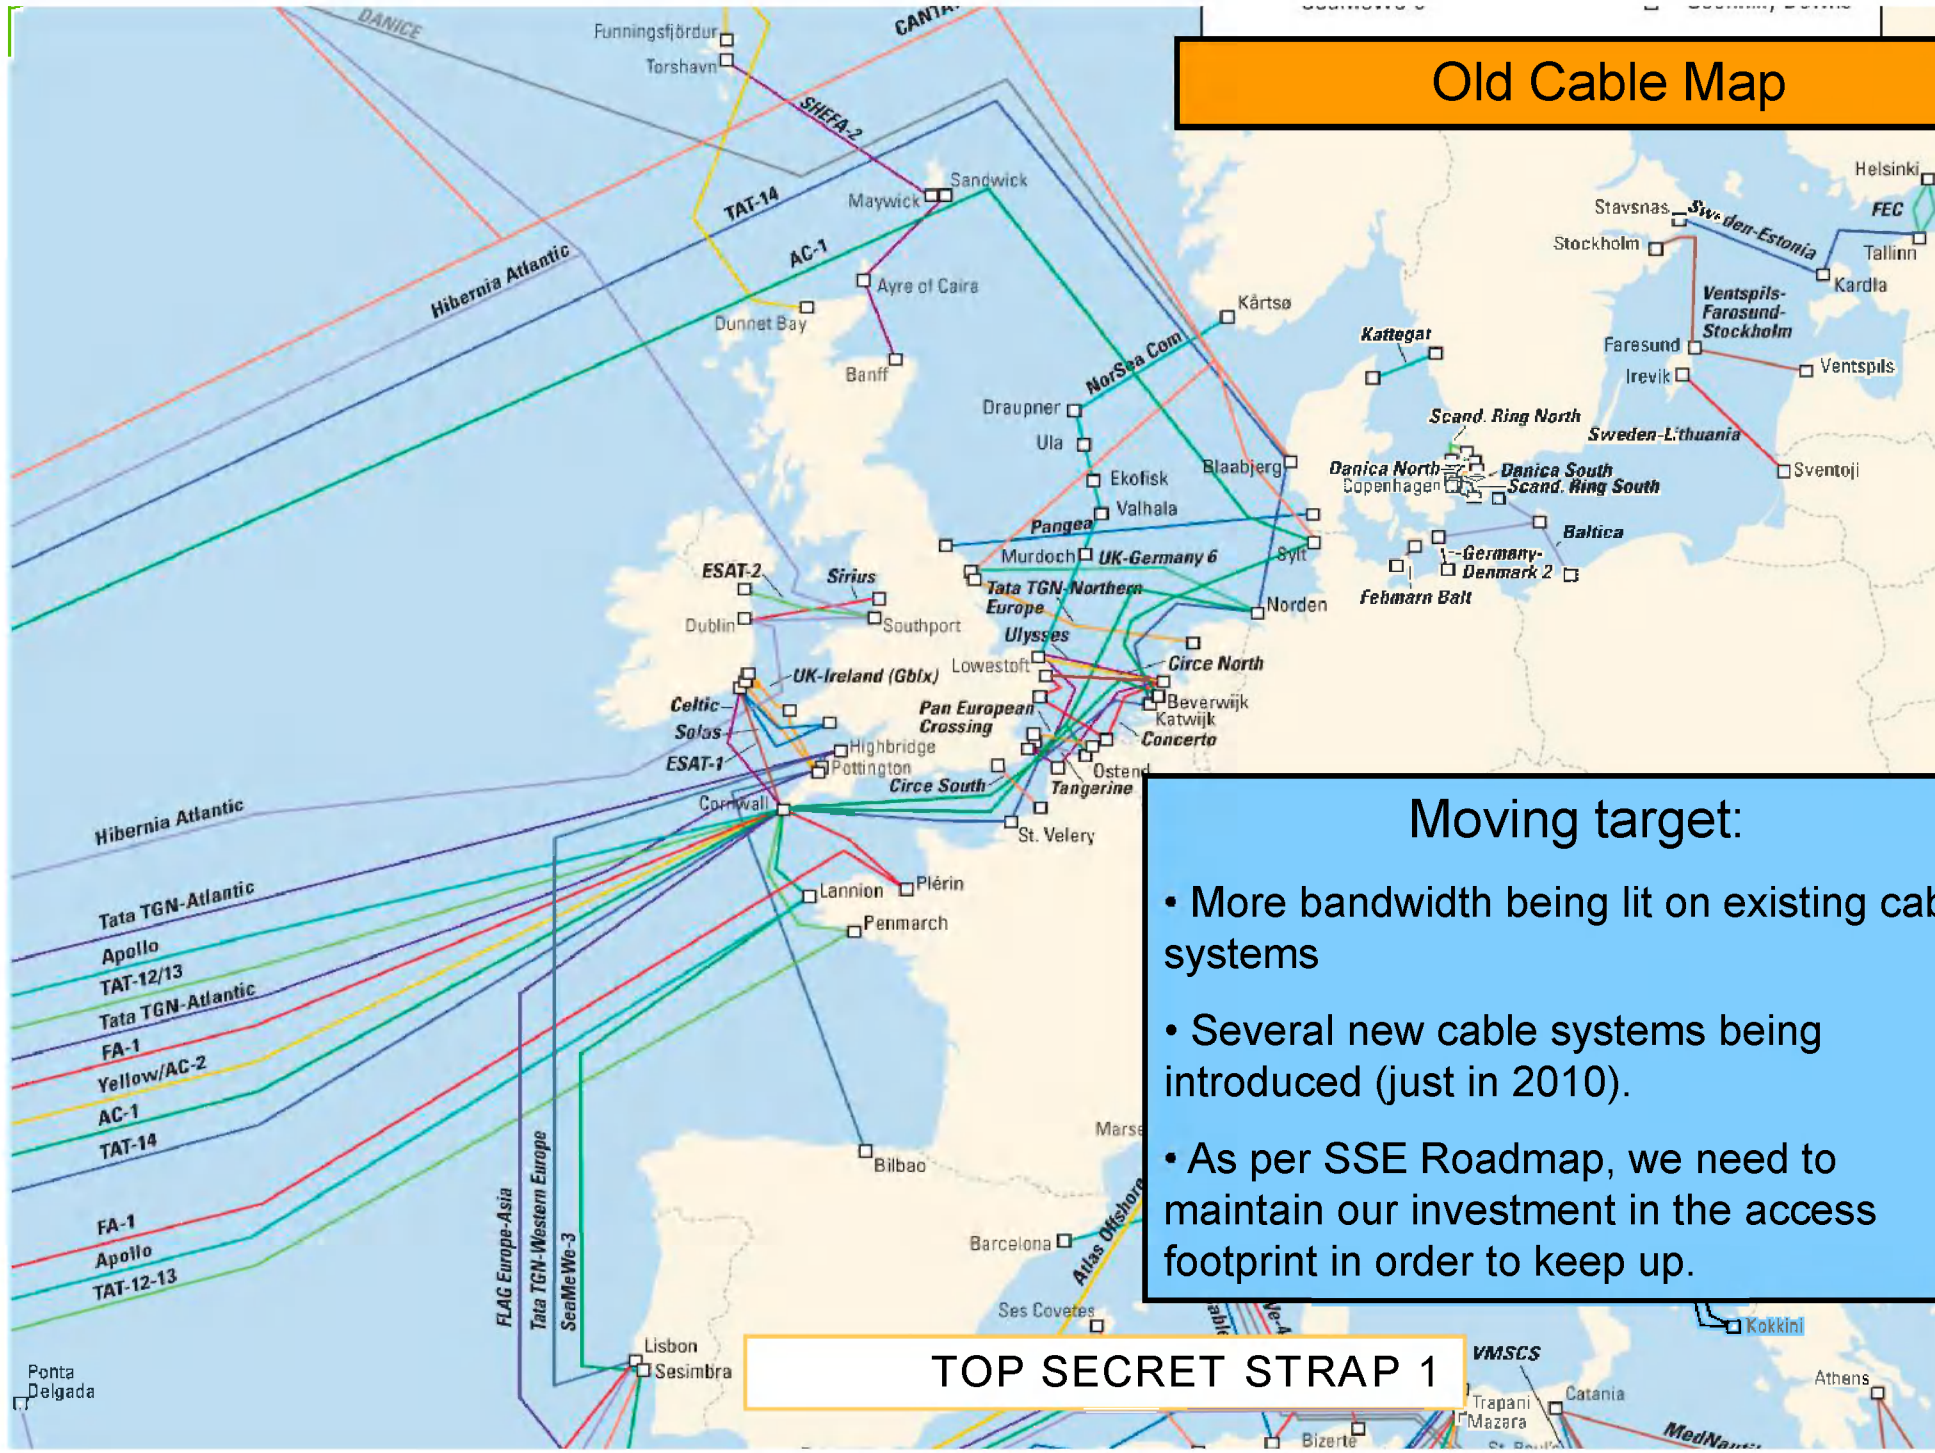 DANICE
Funningsfjördur
Torshavn
SHEFA-2
Old Cable Map
Sandwick
Maywick
TAT-14
AC-1
Hibernia Atlantic
Ayre of Caira
Dunnet Bay
Banff
Kårtsø
NorSea Com
Draupner
Ula
Ekofisk
Valhala
Blaabjerg
Pangea
Murdoch
UK-Germany 6
Sylt
Tata TGN-Northern
Europe
Norden
Ulysses
Helsinki
FEC
Tallinn
Stavsnas
Sweden-Estonia
Stockholm
Kardla
Ventspils-
Farosund-
Stockholm
Kattegat
Faresund
Irevik
Ventspils
Scand. Ring North
Sweden-Lithuania
Danica North
Danica South
Copenhagen
Scand. Ring South
Sventoji
Baltica
Germany-
Denmark 2
Fehmarn Balt
ESAT-2
Sirius
Dublin
Southport
Lowestoft
Circe North
UK-Ireland (Gblx)
Celtic
Solas
ESAT-1
Pan European
Crossing
Beverwijk
Katwijk
Concerto
Highbridge
Pottington
Circe South
Ostend
Tangerine
Cornwall
St. Velery
Hibernia Atlantic
Tata TGN-Atlantic
Apollo
TAT-12/13
Tata TGN-Atlantic
FA-1
Yellow/AC-2
AC-1
TAT-14
FA-1
Apollo
TAT-12-13
Lannion
Plérin
Penmarch
Moving target:
• More bandwidth being lit on existing
systems
• Several new cable systems being
introduced (just in 2010).
• As per SSE Roadmap, we need to
maintain our investment in the access
footprint in order to keep up.
Bilbao
FLAG Europe-Asia
Tata TGN-Western Europe
SeaMeWe-3
Barcelona
Atlas Offshore
Ses Covetes
Kokkini
Lisbon
Sesimbra
TOP SECRET STRAP 1
VMSCS
Ponta
Delgada
Trapani
Mazara
Catania
Athens
Bizerte